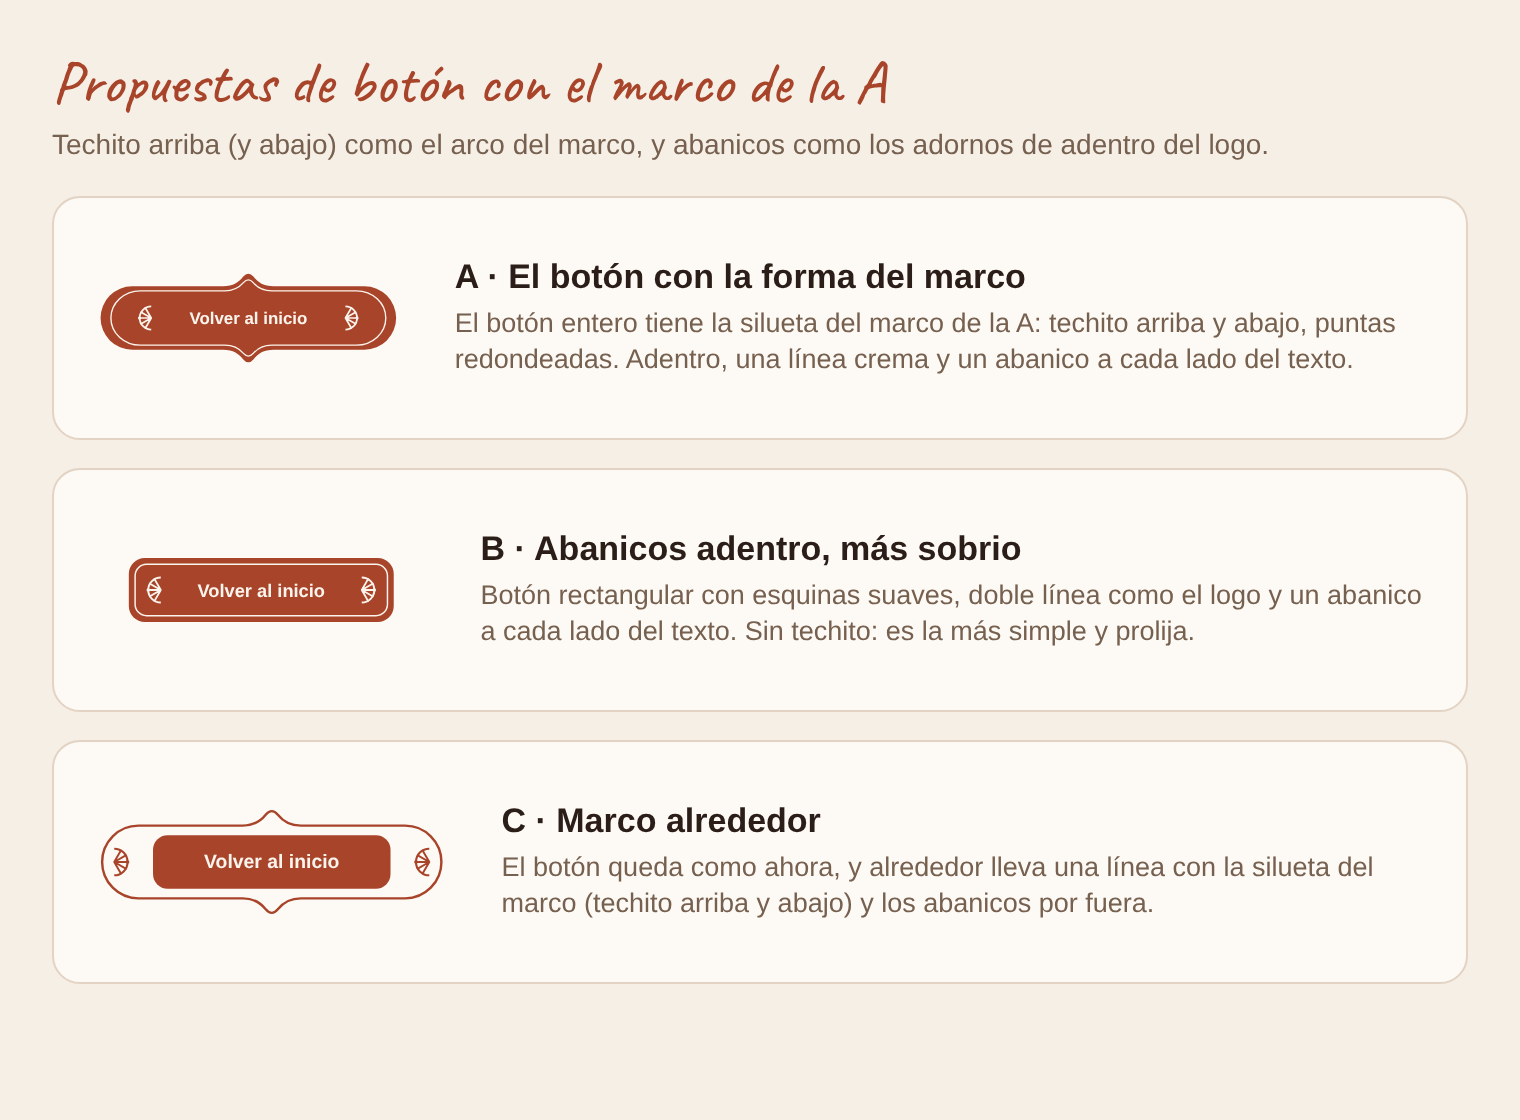 Propuestas de botón con el marco de la A
Techito arriba (y abajo) como el arco del marco, y abanicos como los adornos de adentro del logo.
Volver al inicio
A · El botón con la forma del marco
El botón entero tiene la silueta del marco de la A: techito arriba y abajo, puntas
redondeadas. Adentro, una línea crema y un abanico a cada lado del texto.
Volver al inicio
B · Abanicos adentro, más sobrio
Botón rectangular con esquinas suaves, doble línea como el logo y un abanico
a cada lado del texto. Sin techito: es la más simple y prolija.
Volver al inicio
C · Marco alrededor
El botón queda como ahora, y alrededor lleva una línea con la silueta del
marco (techito arriba y abajo) y los abanicos por fuera.